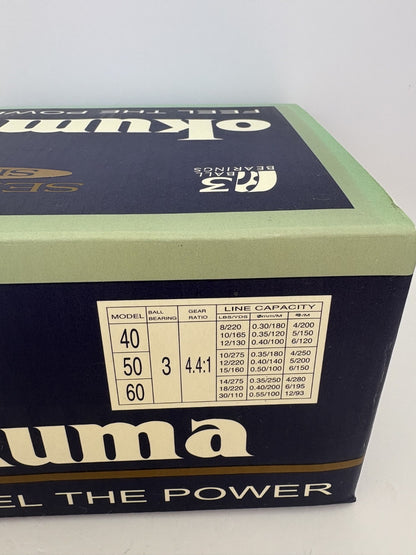 FEEL THE POWE
okum
3 BALL
BEARINGS
SE
MODEL BALL BEARING GEAR RATIO LINE CAPACITY
LBS/YDS ømm/M
40 3 4.4:1 8/220 0.30/180 4/200
10/165 0.35/120 5/150
12/130 0.40/100 6/120
50 10/275 0.35/180 4/250
12/220 0.40/140 5/200
15/160 0.50/100 6/150
60 14/275 0.35/250 4/280
18/220 0.40/200 6/195
30/110 0.55/100 12/93
uma
EL THE POWER